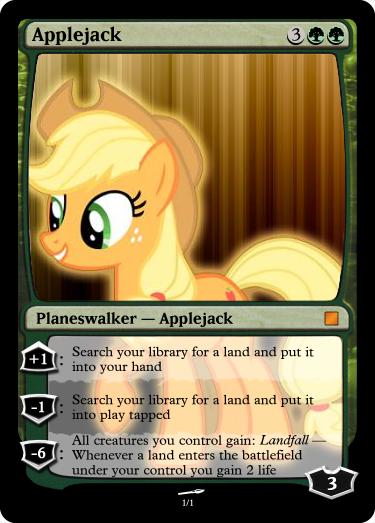 Applejack 3
Planeswalker — Applejack
+1: Search your library for a land and put it
into your hand
-1: Search your library for a land and put it
into play tapped
-6: All creatures you control gain: Landfall —
Whenever a land enters the battlefield
under your control you gain 2 life
3
1/1